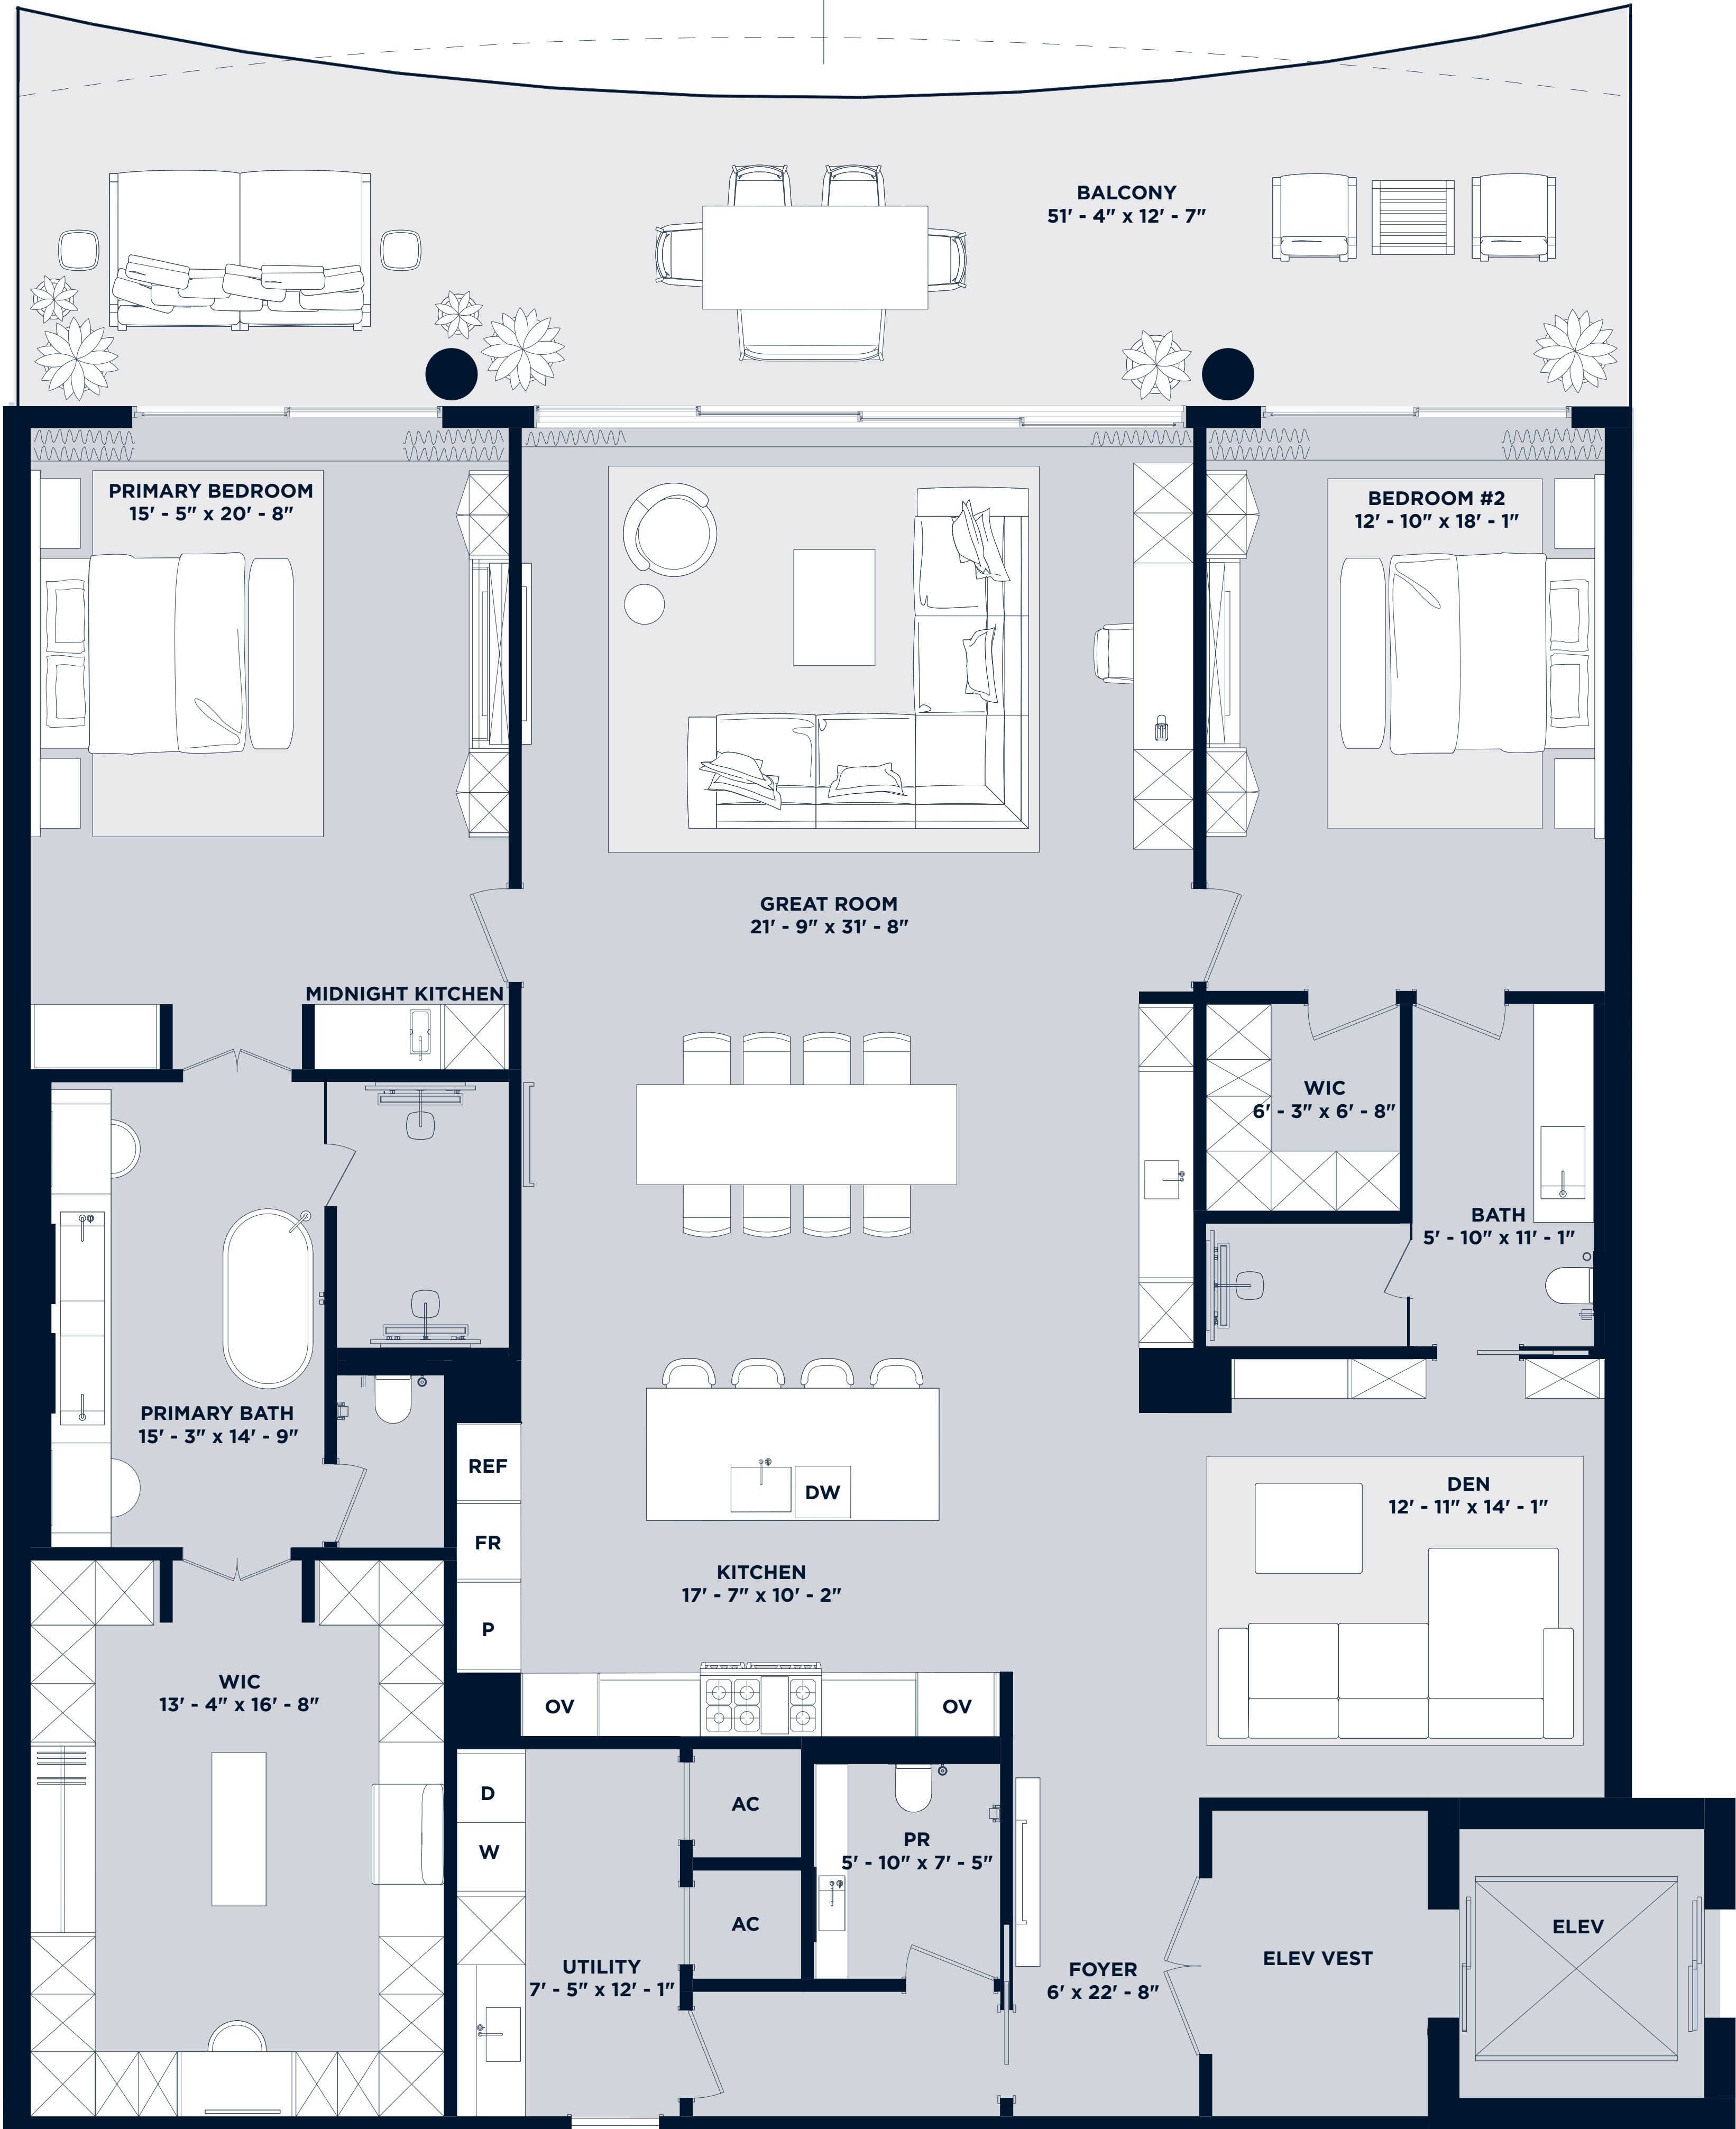 BALCONY
51' - 4" x 12' - 7"
PRIMARY BEDROOM
15' - 5" x 20' - 8"
BEDROOM #2
12' - 10" x 18' - 1"
GREAT ROOM
21' - 9" x 31' - 8"
MIDNIGHT KITCHEN
WIC
6' - 3" x 6' - 8"
BATH
5' - 10" x 11' - 1"
PRIMARY BATH
15' - 3" x 14' - 9"
REF
DW
DEN
12' - 11" x 14' - 1"
FR
KITCHEN
17' - 7" x 10' - 2"
P
WIC
13' - 4" x 16' - 8"
OV
OV
D
AC
W
PR
5' - 10" x 7' - 5"
AC
ELEV
UTILITY
7' - 5" x 12' - 1"
FOYER
6' x 22' - 8"
ELEV VEST